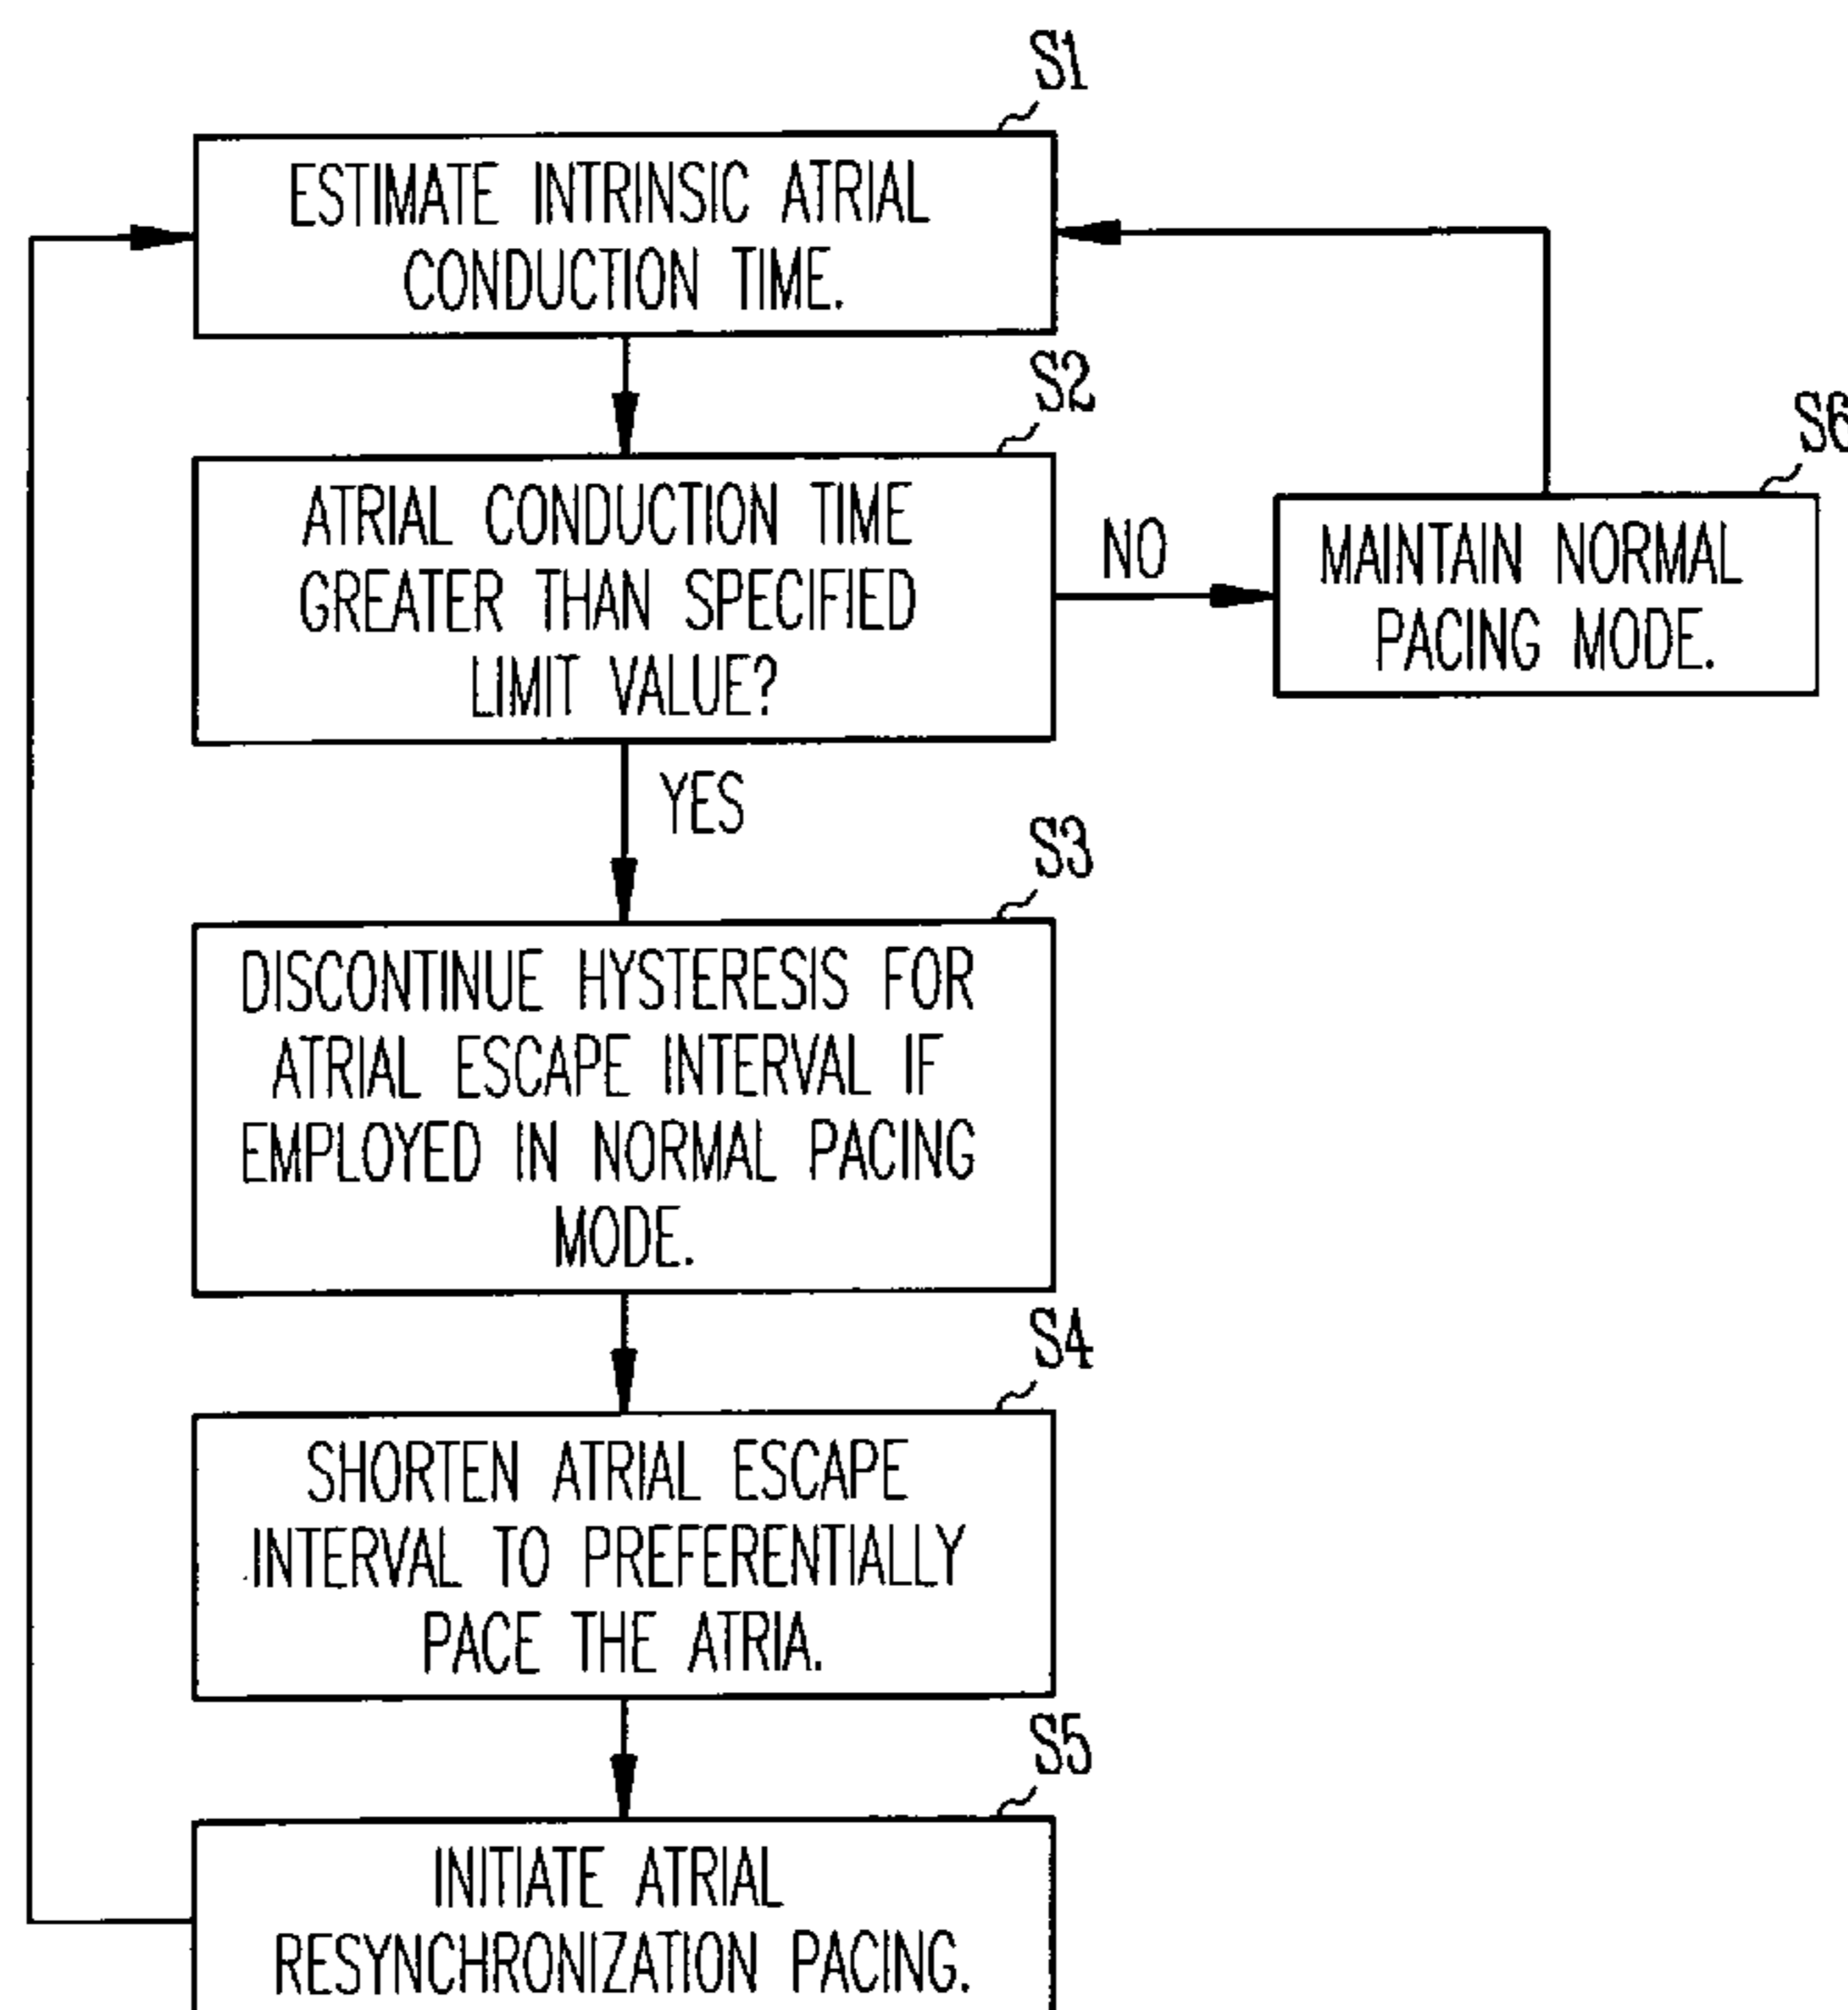 S1
ESTIMATE INTRINSIC ATRIAL
CONDUCTION TIME.
S2
ATRIAL CONDUCTION TIME
GREATER THAN SPECIFIED
LIMIT VALUE?
NO
S6
MAINTAIN NORMAL
PACING MODE.
YES
S3
DISCONTINUE HYSTERESIS FOR
ATRIAL ESCAPE INTERVAL IF
EMPLOYED IN NORMAL PACING
MODE.
S4
SHORTEN ATRIAL ESCAPE
INTERVAL TO PREFERENTIALLY
PACE THE ATRIA.
S5
INITIATE ATRIAL
RESYNCHRONIZATION PACING.